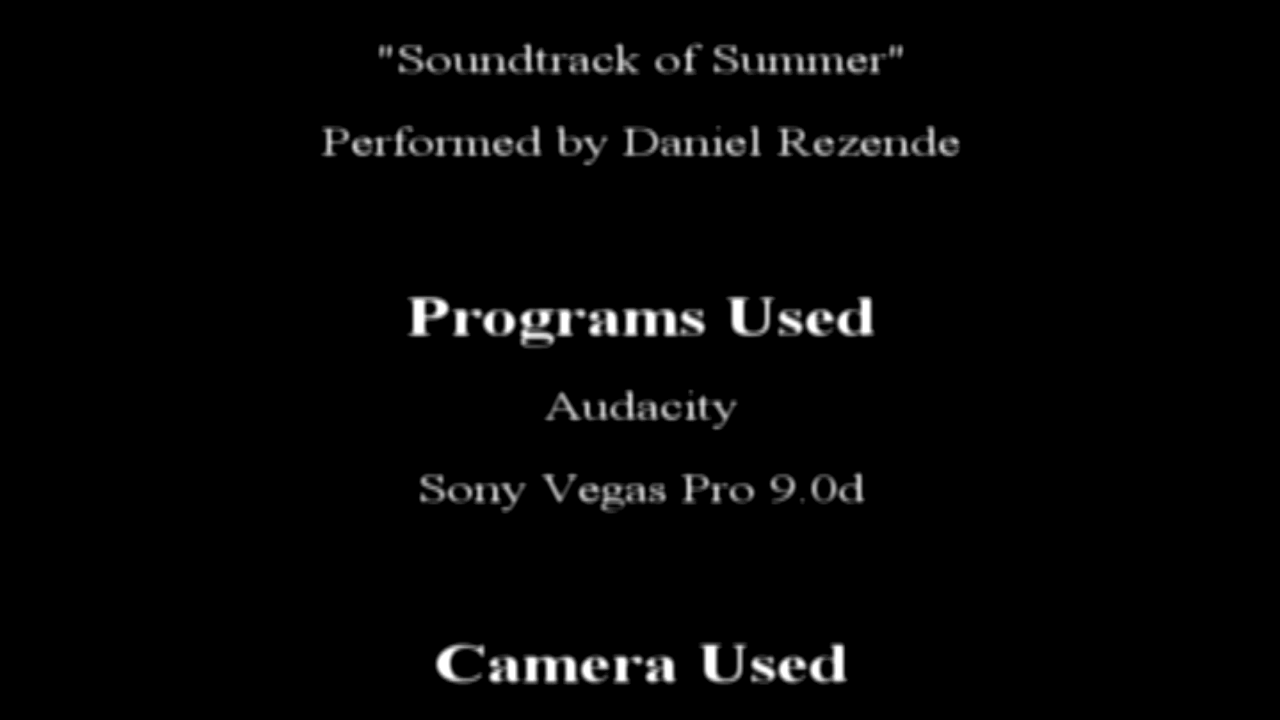 "Soundtrack of Summer"
Performed by Daniel Rezende
Programs Used
Audacity
Sony Vegas Pro 9.0d
Camera Used